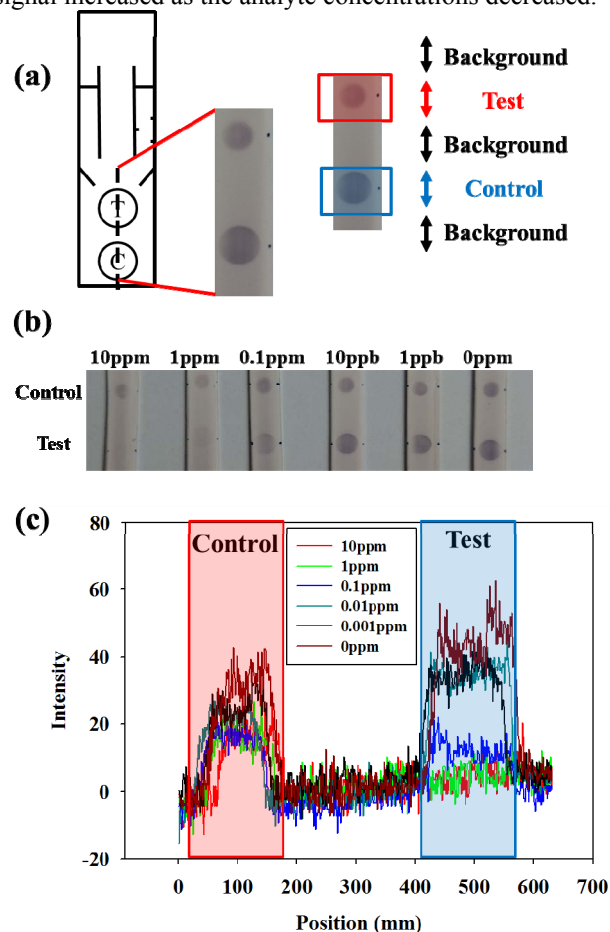 signal increased as the analyte concentrations decreased.
(a)
Background
Test
Background
Control
Background
T
C
(b)
10ppm 1ppm 0.1ppm 10ppb 1ppb 0ppm
Control
Test
(c)
80
60
40
20
0
-20
Intensity
Control
Test
10ppm
1ppm
0.1ppm
0.01ppm
0.001ppm
0ppm
0 100 200 300 400 500 600 700
Position (mm)